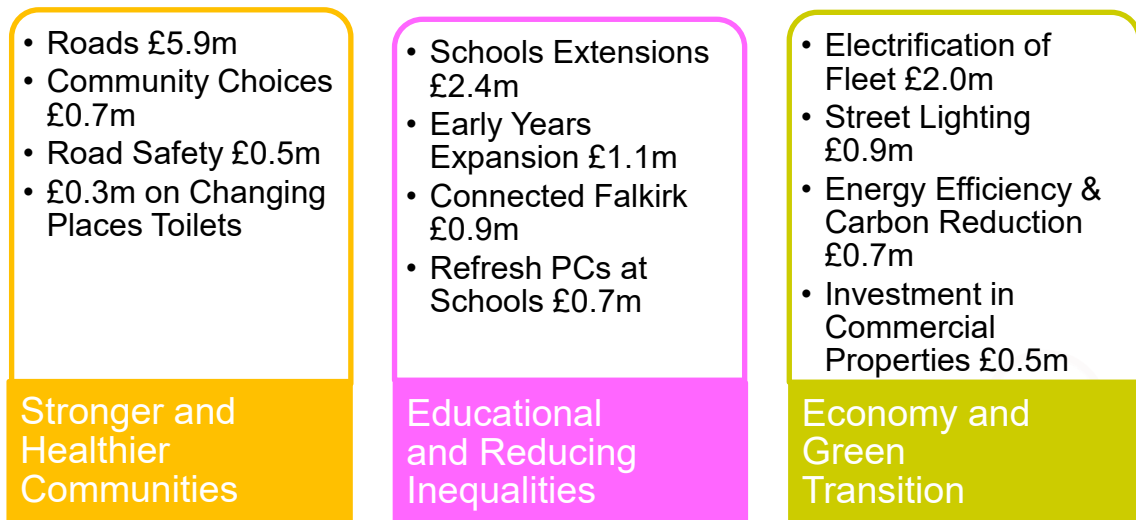 • Roads £5.9m
• Community Choices
£0.7m
• Road Safety £0.5m
• £0.3m on Changing
Places Toilets
Stronger and
Healthier
Communities
• Schools Extensions
£2.4m
• Early Years
Expansion £1.1m
• Connected Falkirk
£0.9m
• Refresh PCs at
Schools £0.7m
Educational
and Reducing
Inequalities
• Electrification of
Fleet £2.0m
• Street Lighting
£0.9m
• Energy Efficiency &
Carbon Reduction
£0.7m
• Investment in
Commercial
Properties £0.5m
Economy and
Green
Transition